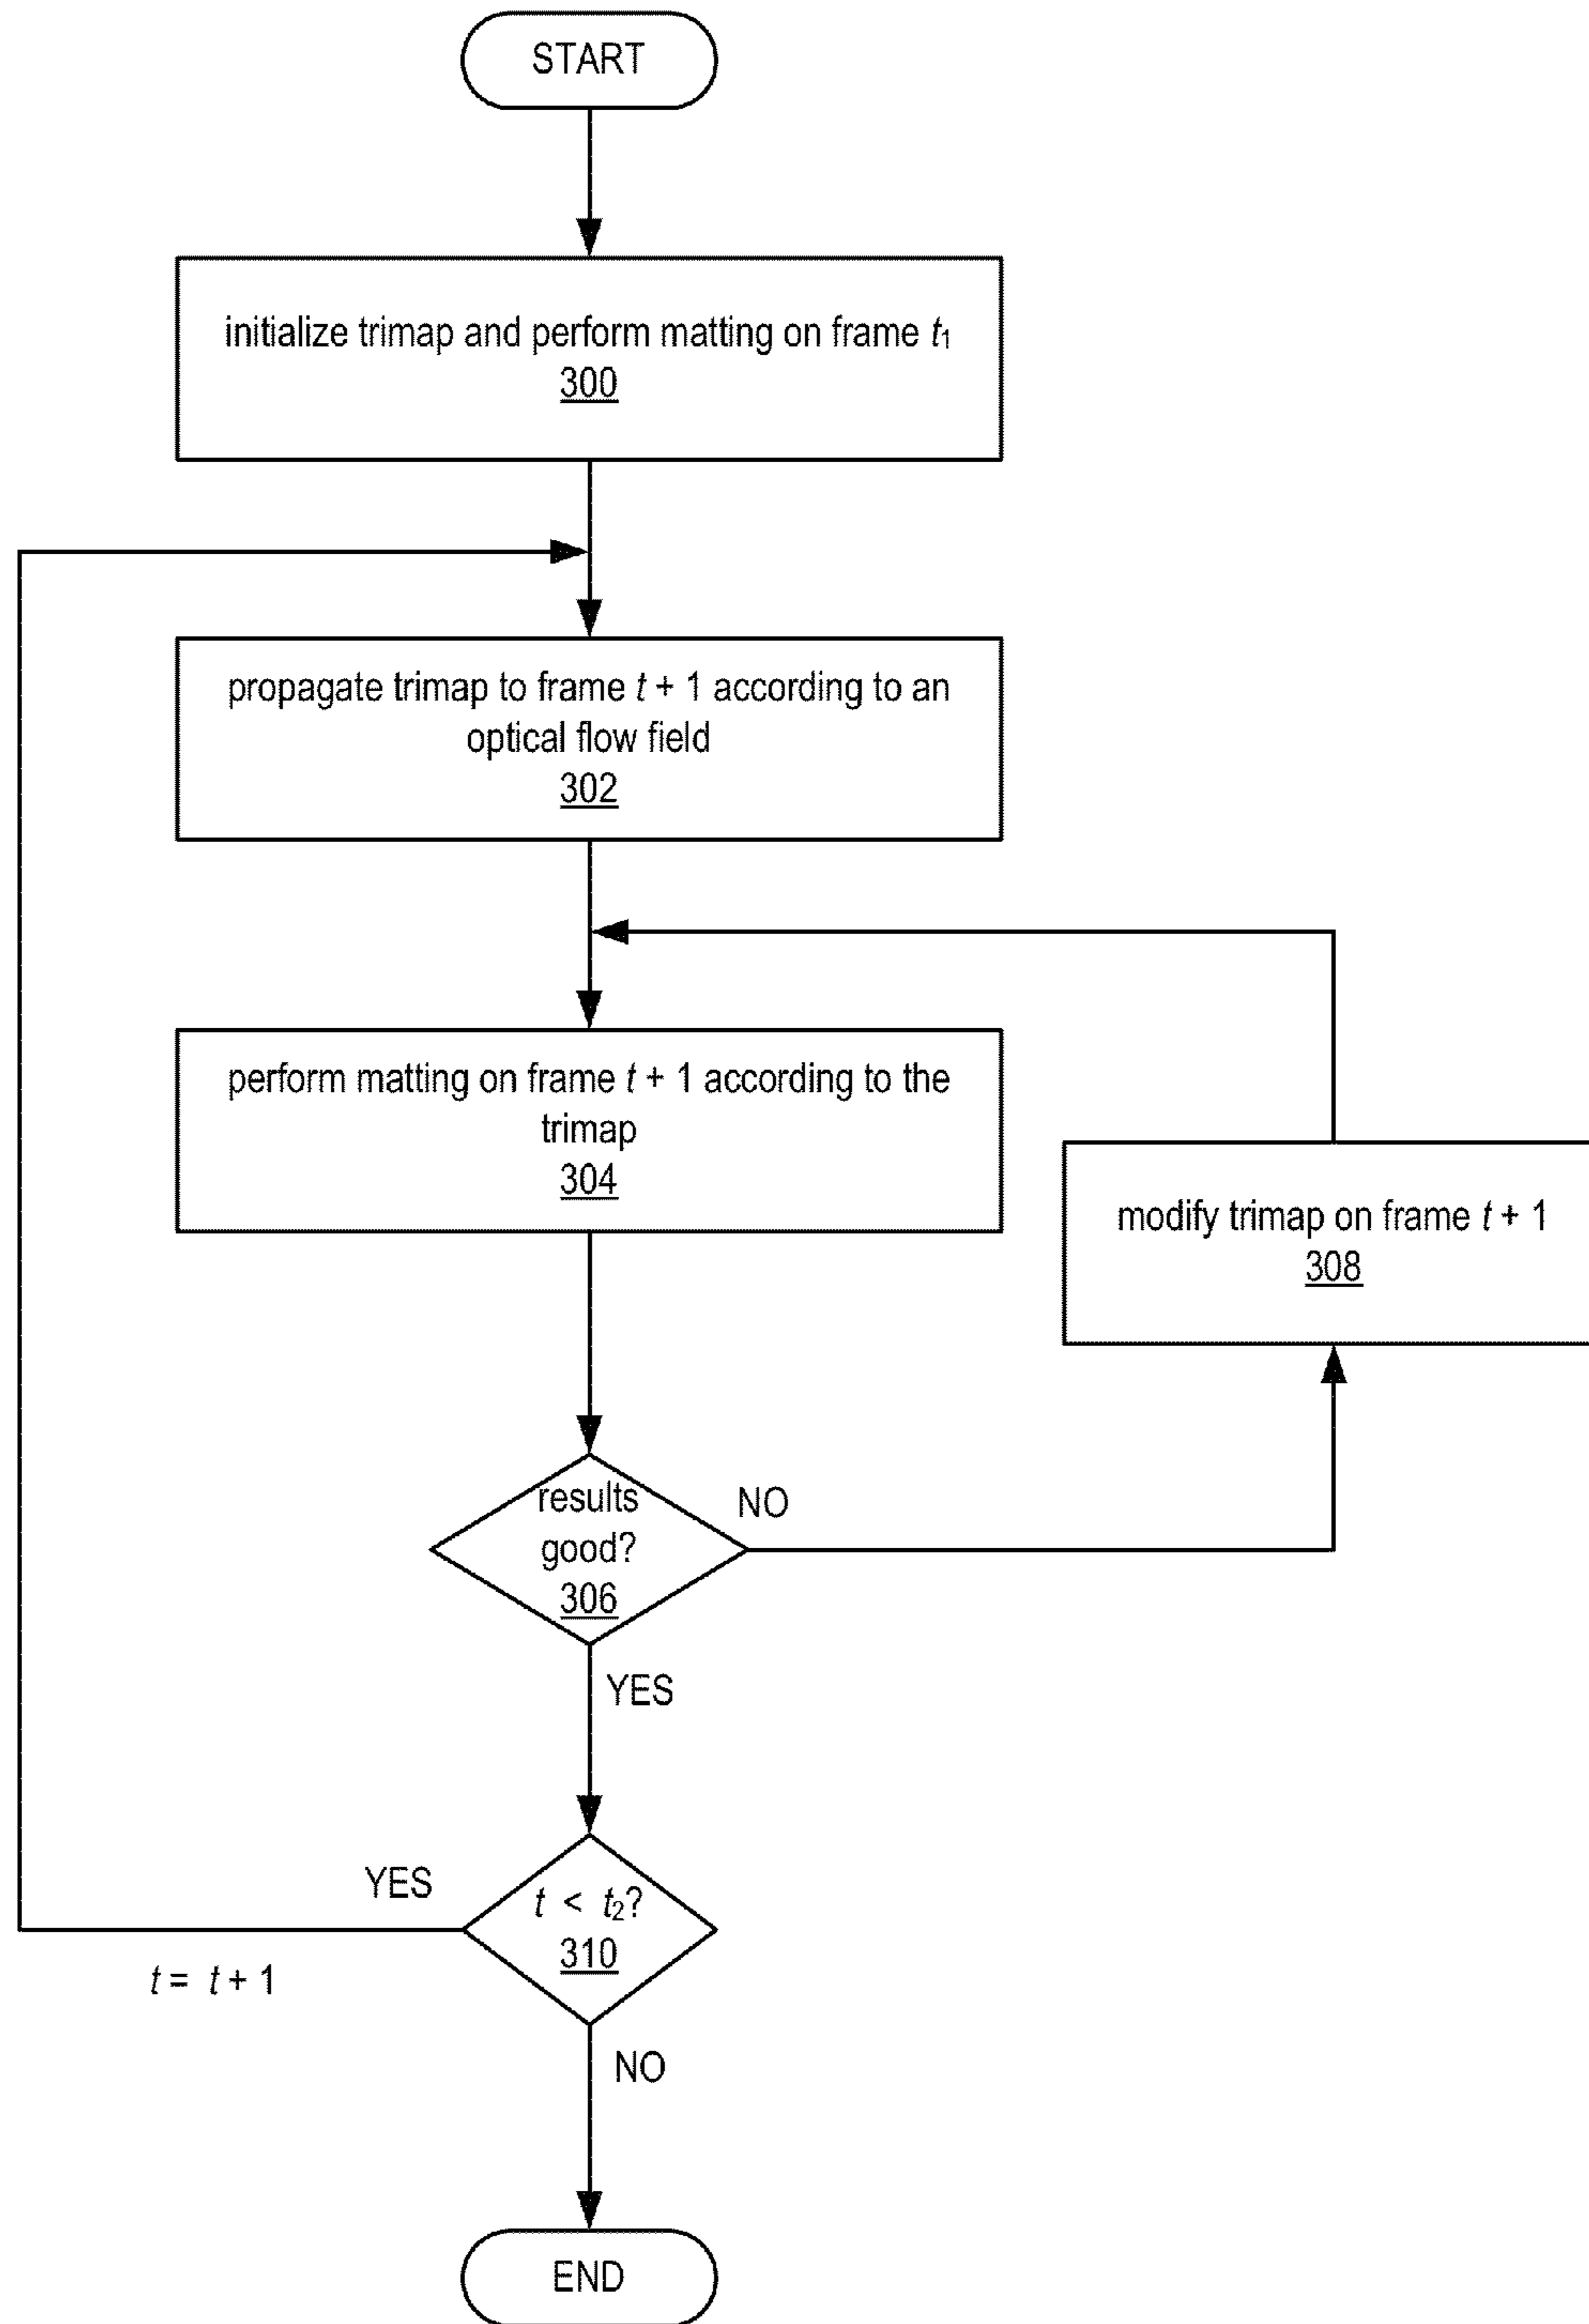 START
initialize trimap and perform matting on frame t₁
300
propagate trimap to frame t + 1 according to an
optical flow field
302
perform matting on frame t + 1 according to the
trimap
304
modify trimap on frame t + 1
308
results
good?
306
NO
YES
YES
t < t₂?
310
t = t + 1
NO
END